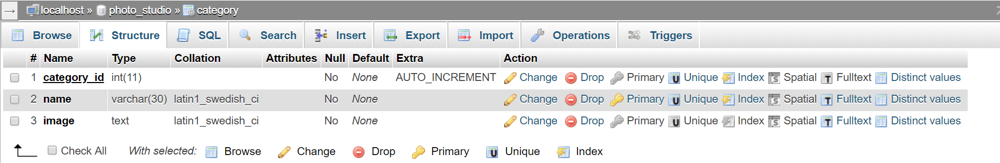 → localhost » photo_studio » category
Browse Structure SQL Search Insert Export Import Operations Triggers
# Name Type Collation Attributes Null Default Extra Action
1 category_id int(11) No None AUTO_INCREMENT Change Drop Primary Unique Index Spatial Fulltext Distinct values
2 name varchar(30) latin1_swedish_ci No None Change Drop Primary Unique Index Spatial Fulltext Distinct values
3 image text latin1_swedish_ci No None Change Drop Primary Unique Index Spatial Fulltext Distinct values
Check All With selected: Browse Change Drop Primary Unique Index